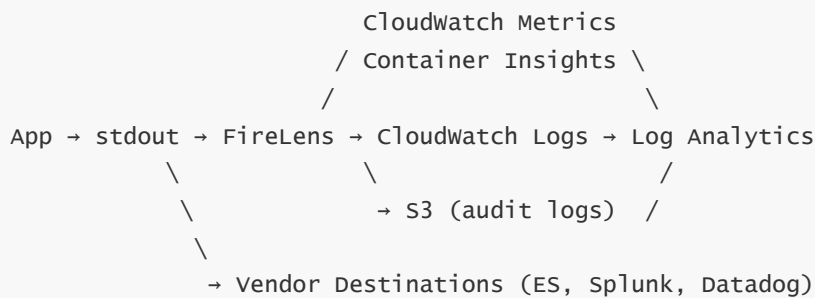 CloudWatch Metrics
/ Container Insights \
/ \
App → stdout → FireLens → CloudWatch Logs → Log Analytics
\ \ /
\ → S3 (audit logs) /
\
→ Vendor Destinations (ES, Splunk, Datadog)